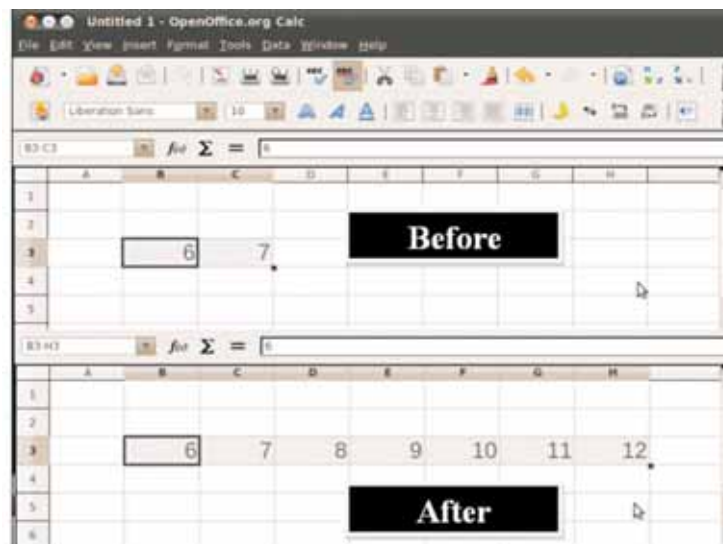 Untitled 1 - OpenOffice.org Calc
File Edit View Insert Format Tools Data Window Help
Liberation Sans 10
B3:C3 f(x) Σ = 6
A B C D E F G H
1
2
3 6 7
Before
4
5
B3:H3 f(x) Σ = 6
A B C D E F G H
1
2
3 6 7 8 9 10 11 12
4
5
After
6